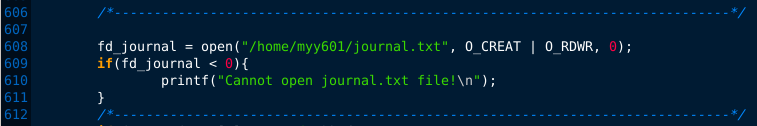 606 /*---------------------------------------------------------------------------*/
607
608 fd_journal = open("/home/myy601/journal.txt", O_CREAT | O_RDWR, 0);
609 if(fd_journal < 0){
610 printf("Cannot open journal.txt file!\n");
611 }
612 /*---------------------------------------------------------------------------*/